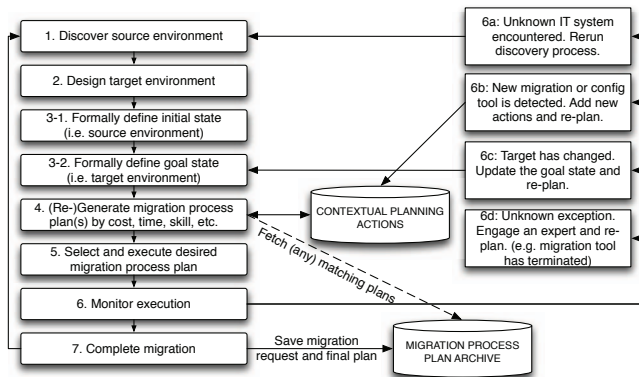 1. Discover source environment
2. Design target environment
3-1. Formally define initial state
(i.e. source environment)
3-2. Formally define goal state
(i.e. target environment)
4. (Re-)Generate migration process
plan(s) by cost, time, skill, etc.
5. Select and execute desired
migration process plan
6. Monitor execution
7. Complete migration
6a: Unknown IT system
encountered. Rerun
discovery process.
6b: New migration or config
tool is detected. Add new
actions and re-plan.
6c: Target has changed.
Update the goal state and
re-plan.
6d: Unknown exception.
Engage an expert and re-
plan. (e.g. migration tool
has terminated)
CONTEXTUAL PLANNING
ACTIONS
Fetch (any) matching plans
Save migration
request and final plan
MIGRATION PROCESS
PLAN ARCHIVE